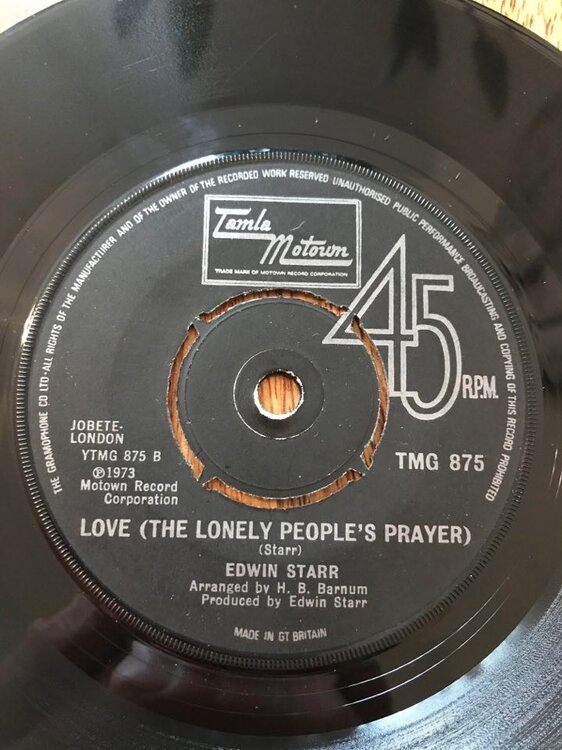 THE GRAMOPHONE CO LTD · ALL RIGHTS OF THE MANUFACTURER AND OF THE OWNER OF THE RECORDED WORK RESERVED UNAUTHORISED PUBLIC PERFORMANCE BROADCASTING AND COPYING OF THIS RECORD PROHIBITED
Tamla
Motown
TRADE MARK OF MOTOWN RECORD CORPORATION
45
R.P.M.
JOBETE-
LONDON
YTMG 875 B
℗1973
Motown Record
Corporation
TMG 875
LOVE (THE LONELY PEOPLE'S PRAYER)
(Starr)
EDWIN STARR
Arranged by H. B. Barnum
Produced by Edwin Starr
MADE IN GT BRITAIN